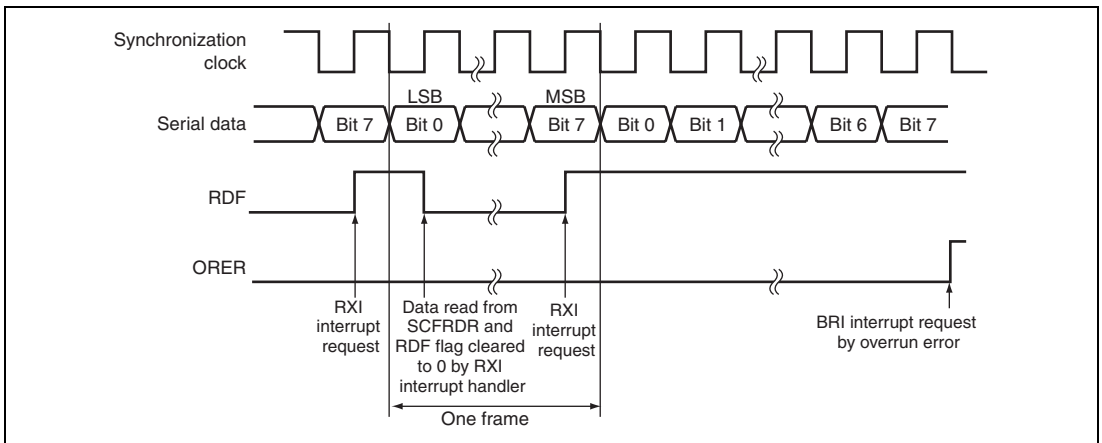 Synchronization
clock
LSB
MSB
Serial data
Bit 7
Bit 0
Bit 7
Bit 0
Bit 1
Bit 6
Bit 7
RDF
ORER
RXI
interrupt
request
Data read from
SCFRDR and
RDF flag cleared
to 0 by RXI
interrupt handler
RXI
interrupt
request
BRI interrupt request
by overrun error
One frame